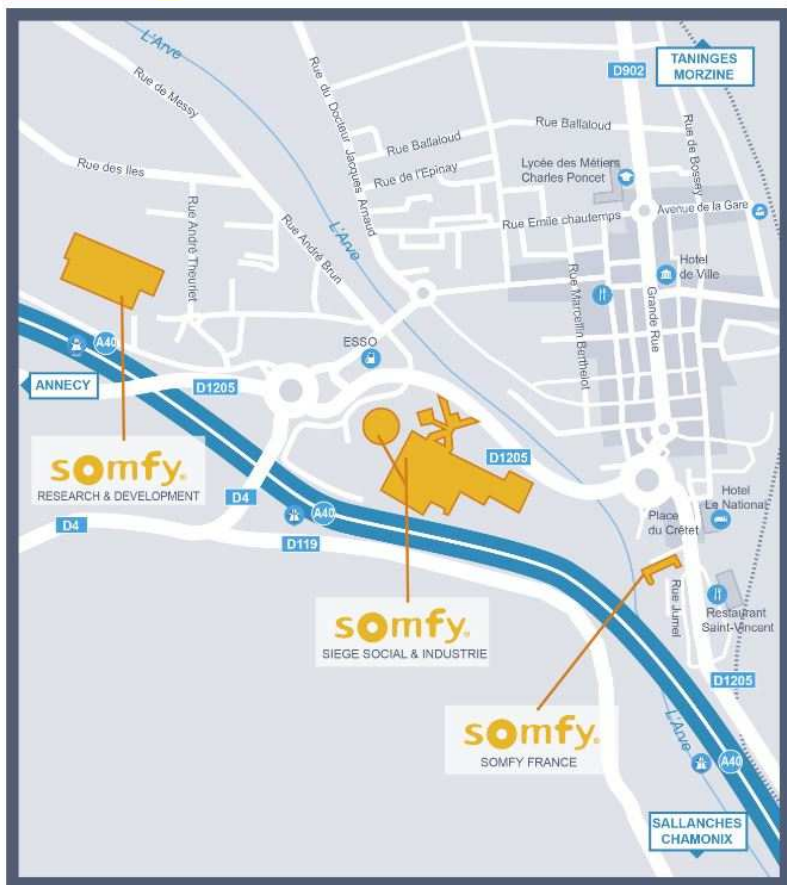 L'Arve
Rue de Messy
Rue du Docteur Jacques Arnaud
D902
TANINGES
MORZINE
Rue Ballaloud
Rue Ballaloud
Rue de Bossey
Rue des Iles
Rue de l'Epinay
Lycée des Métiers
Charles Poncet
Rue André Theuriet
Rue André Brun
L'Arve
Rue Emile chautemps
Avenue de la Gare
Hotel
de Ville
Rue Marcellin Berthelot
Grande Rue
A40
ESSO
ANNECY
D1205
D1205
somfy.
RESEARCH & DEVELOPMENT
D4
A40
D4
D119
Place
du Crêtet
Hotel
Le National
somfy.
SIEGE SOCIAL & INDUSTRIE
Rue Jumel
Restaurant
Saint-Vincent
D1205
somfy.
SOMFY FRANCE
L'Arve
A40
SALLANCHES
CHAMONIX